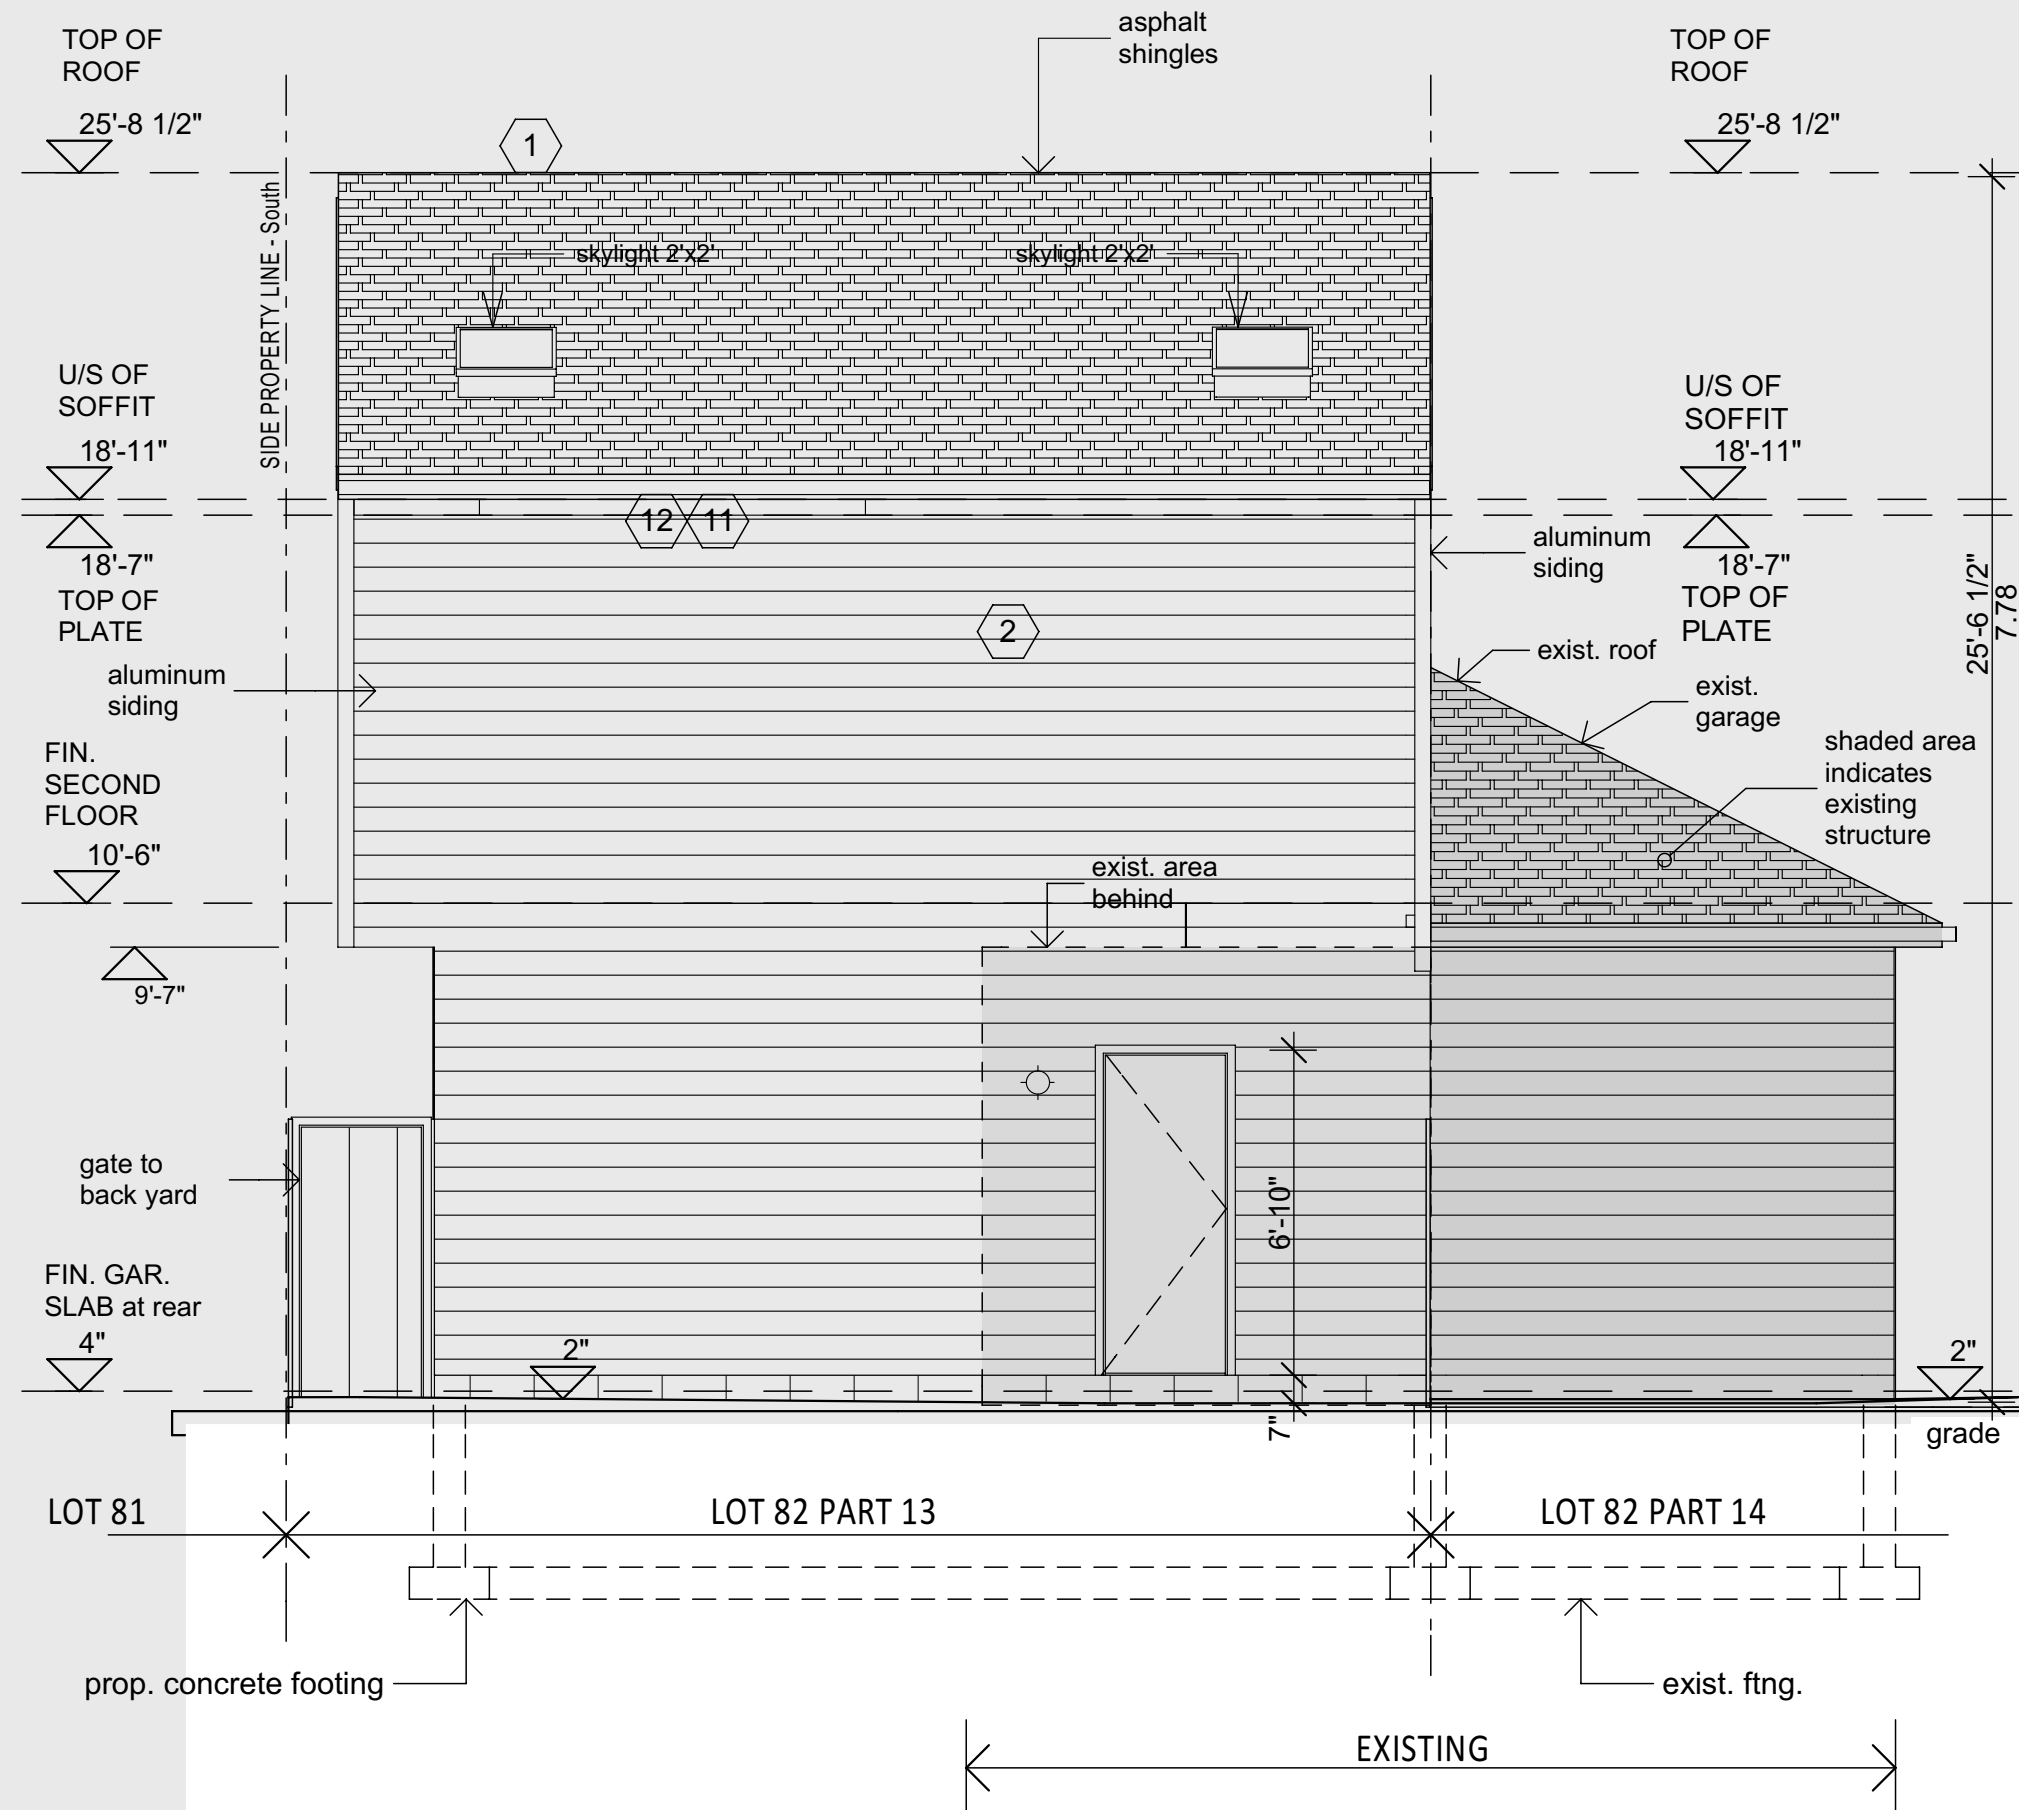 asphalt
shingles
TOP OF
ROOF
25'-8 1/2"
TOP OF
ROOF
25'-8 1/2"
1
SIDE PROPERTY LINE - South
skylight 2'x2'
skylight 2'x2'
U/S OF
SOFFIT
18'-11"
U/S OF
SOFFIT
18'-11"
12
11
18'-7"
TOP OF
PLATE
aluminum
siding
18'-7"
TOP OF
PLATE
25'-6 1/2"
7.78
2
exist. roof
aluminum
siding
exist.
garage
shaded area
indicates
existing
structure
FIN.
SECOND
FLOOR
10'-6"
exist. area
behind
9'-7"
gate to
back yard
6'-10"
FIN. GAR.
SLAB at rear
4"
2"
2"
7"
grade
LOT 81
LOT 82 PART 13
LOT 82 PART 14
prop. concrete footing
exist. ftng.
EXISTING